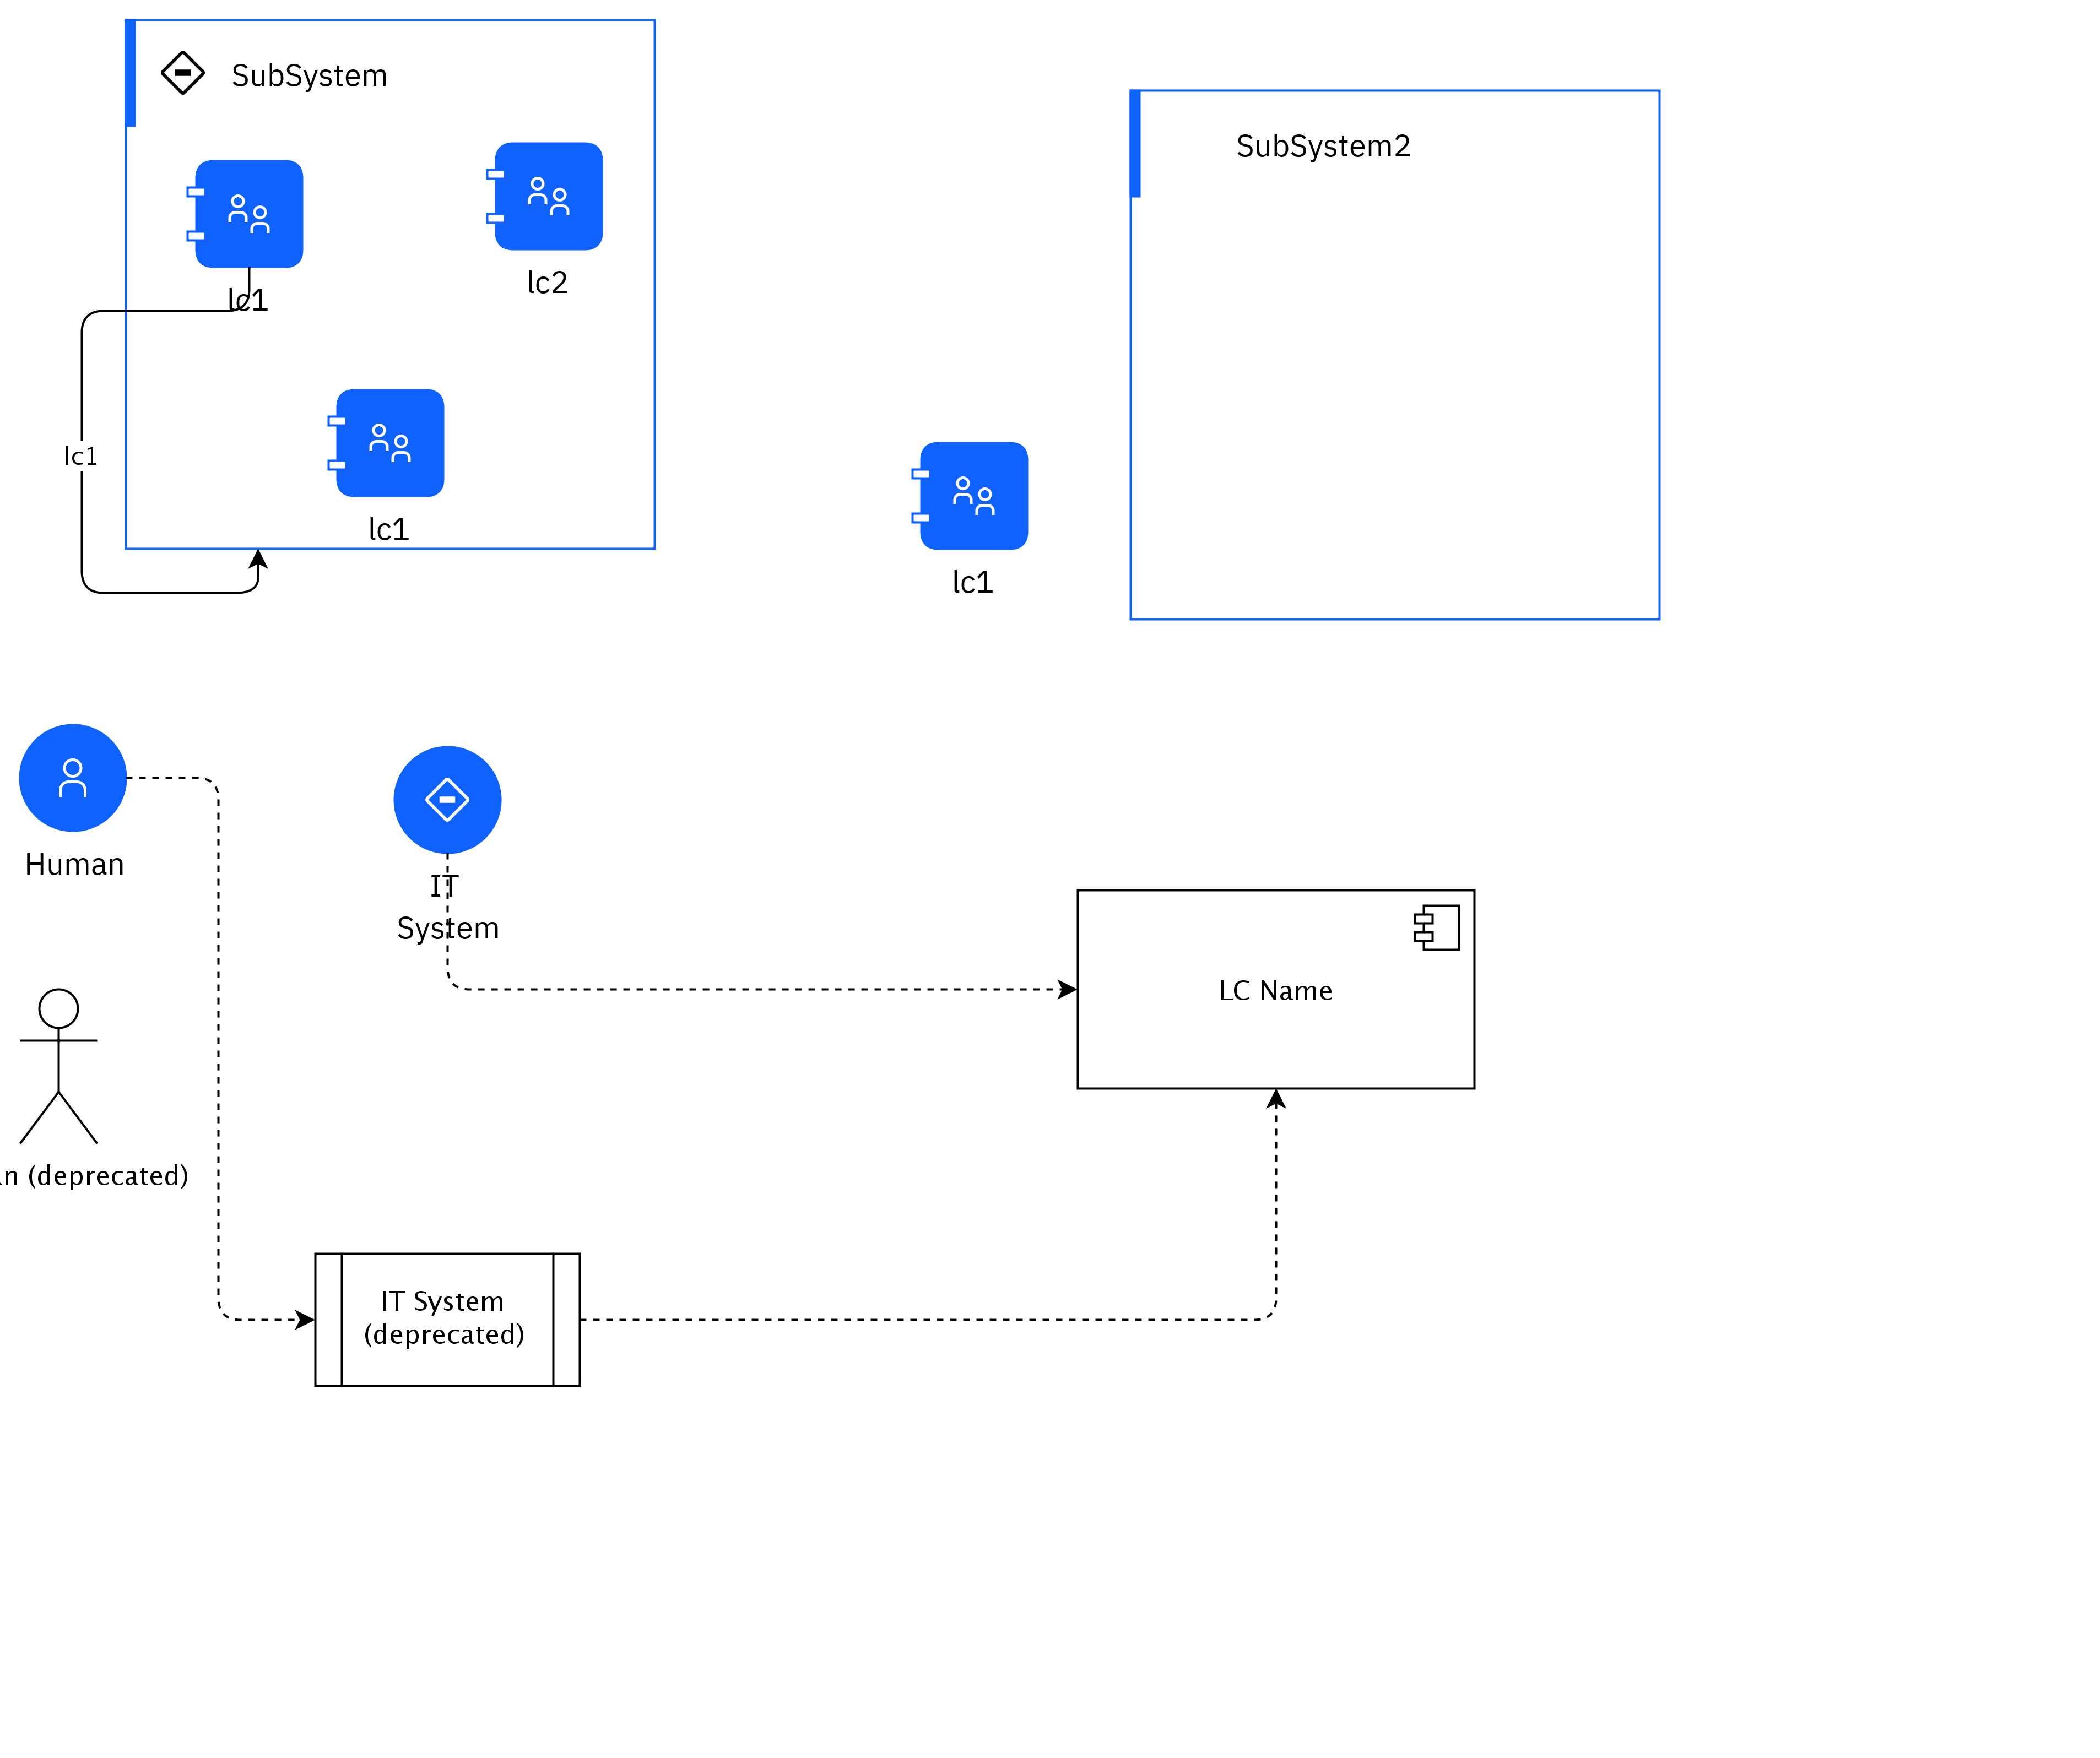 SubSystem
SubSystem2
lc2
lc1
lc1
lc1
lc1
Human
IT
System
LC Name
(deprecated)
IT System
(deprecated)